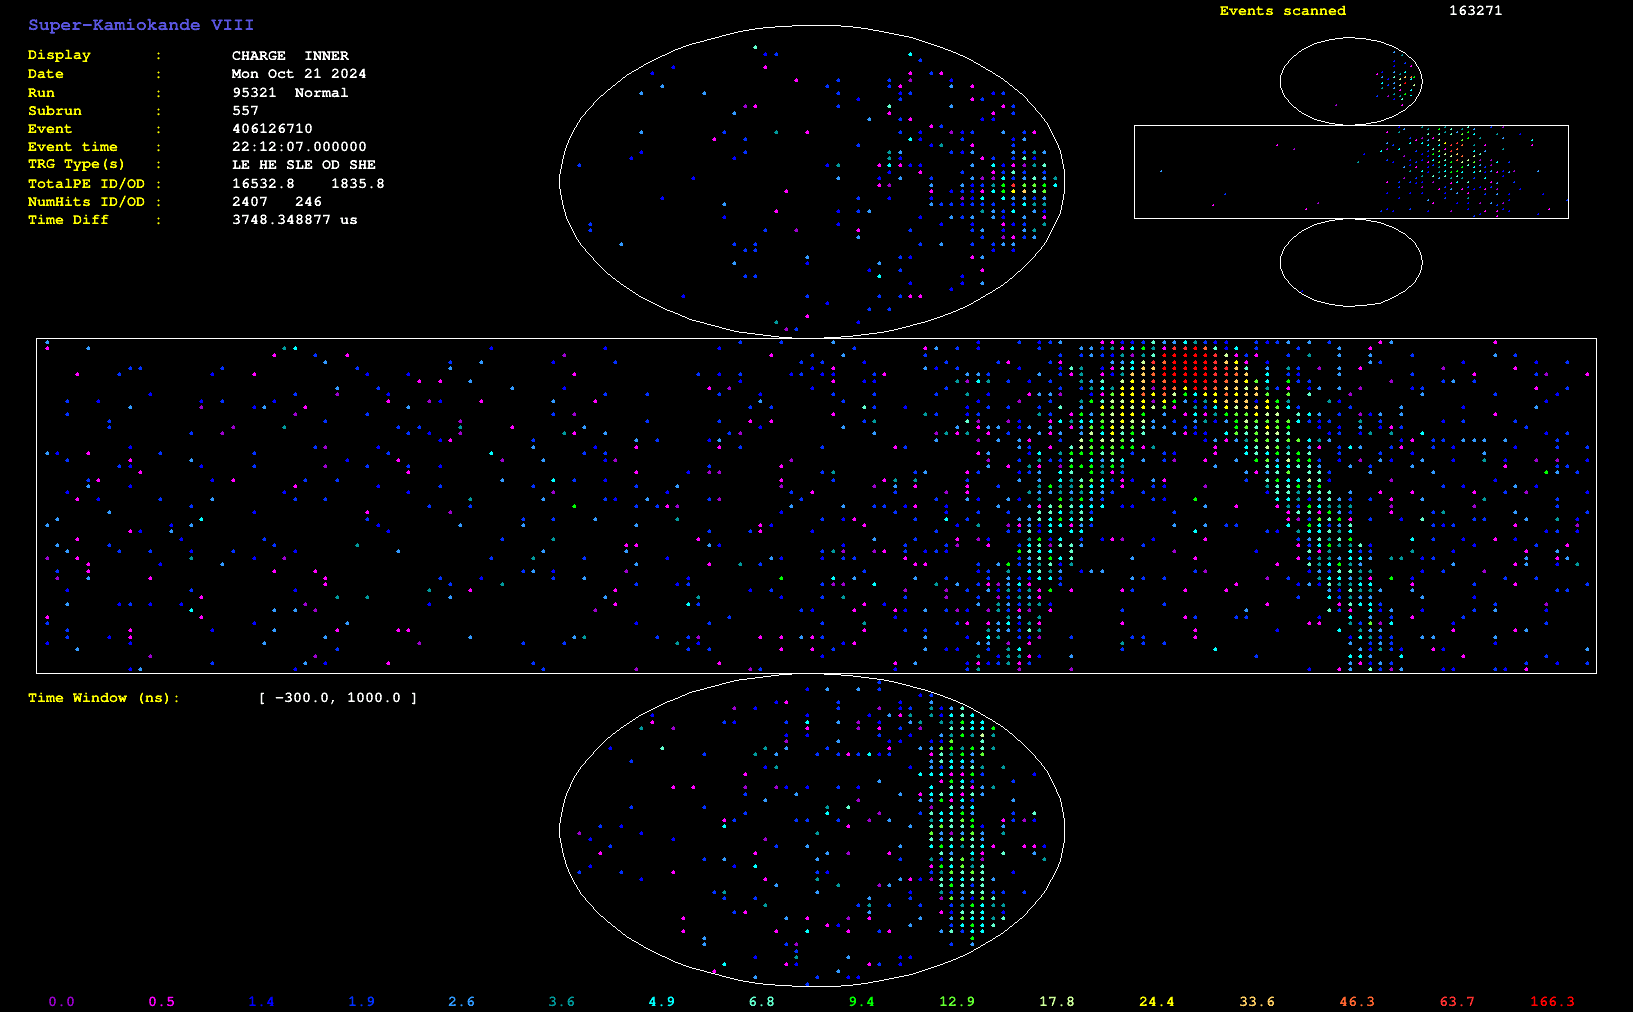 Super-Kamiokande VIII
Events scanned 163271
Display : CHARGE INNER
Date : Mon Oct 21 2024
Run : 95321 Normal
Subrun : 557
Event : 406126710
Event time : 22:12:07.000000
TRG Type(s) : LE HE SLE OD SHE
TotalPE ID/OD : 16532.8 1835.8
NumHits ID/OD : 2407 246
Time Diff : 3748.348877 us
Time Window (ns): [ -300.0, 1000.0 ]
0.0 0.5 1.4 1.9 2.6 3.6 4.9 6.8 9.4 12.9 17.8 24.4 33.6 46.3 63.7 166.3